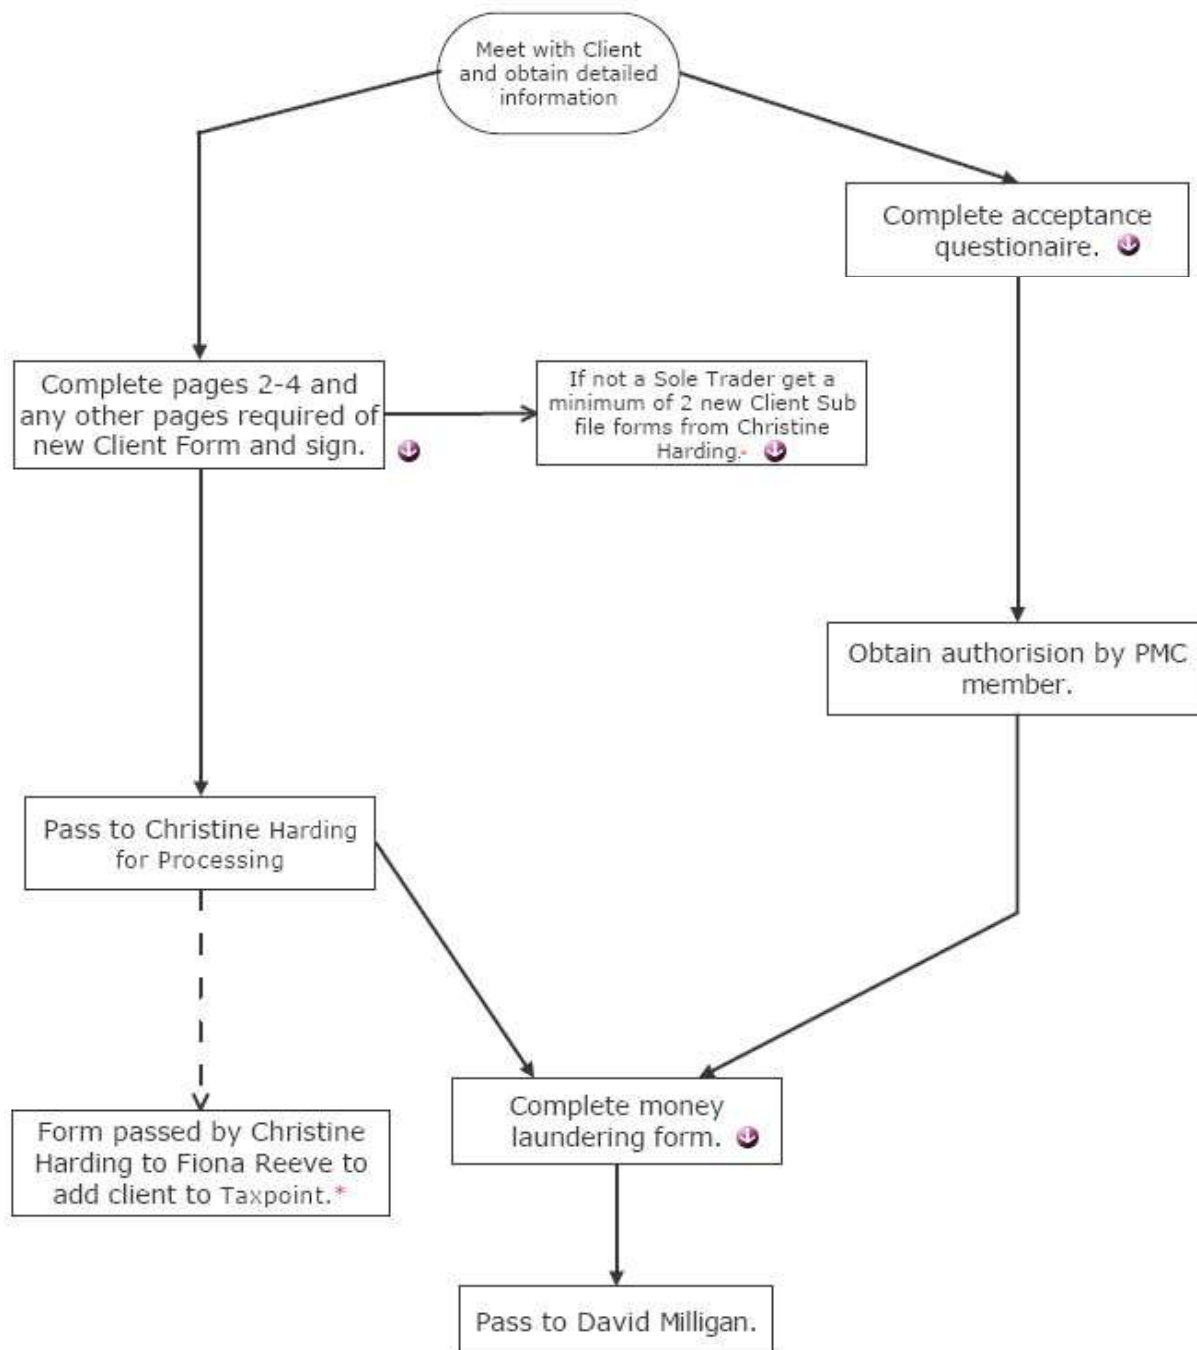 Meet with Client
and obtain detailed
information
Complete acceptance
questionaire.
Complete pages 2-4 and
any other pages required of
new Client Form and sign.
If not a Sole Trader get a
minimum of 2 new Client Sub
file forms from Christine
Harding.
Obtain authorision by PMC
member.
Pass to Christine Harding
for Processing
Form passed by Christine
Harding to Fiona Reeve to
add client to Taxpoint.*
Complete money
laundering form.
Pass to David Milligan.